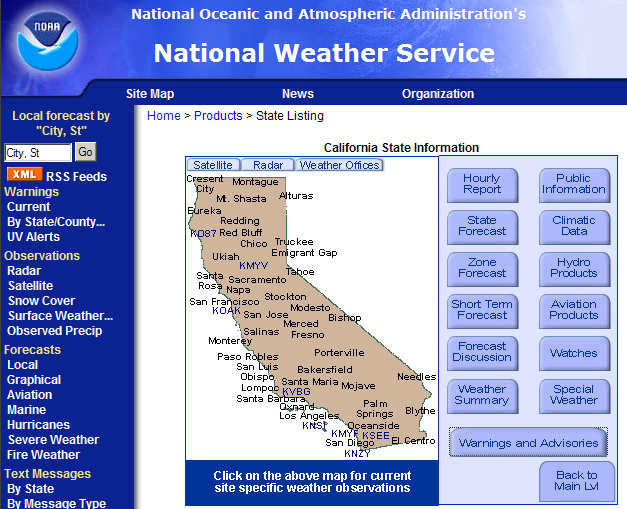 NOAA
National Oceanic and Atmospheric Administration's
National Weather Service
Site Map
News
Organization
Local forecast by
"City, St"
City, St
Go
XML RSS Feeds
Warnings
Current
By State/County...
UV Alerts
Observations
Radar
Satellite
Snow Cover
Surface Weather...
Observed Precip
Forecasts
Local
Graphical
Aviation
Marine
Hurricanes
Severe Weather
Fire Weather
Text Messages
By State
By Message Type
Home > Products > State Listing
California State Information
Satellite
Radar
Weather Offices
Cresent
City
Montague
Mt. Shasta
Alturas
Eureka
Redding
KO87 Red Bluff
Chico
Truckee
Emigrant Gap
Ukiah
KMYV
Tahoe
Santa
Rosa
Sacramento
Napa
San Francisco
Stockton
KOAK
San Jose
Modesto
Bishop
Merced
Salinas
Fresno
Monterey
Paso Robles
Porterville
San Luis
Obispo
Bakersfield
Needles
Lompoc
Santa Maria
Mojave
KVBG
Santa Barbara
Oxnard
Palm
Springs
Blythe
Los Angeles
KNSI
Oceanside
KMYF
KSEE
San Diego
El Centro
KNZY
Click on the above map for current
site specific weather observations
Hourly
Report
Public
Information
State
Forecast
Climatic
Data
Zone
Forecast
Hydro
Products
Short Term
Forecast
Aviation
Products
Forecast
Discussion
Watches
Weather
Summary
Special
Weather
Warnings and Advisories
Back to
Main Lvl